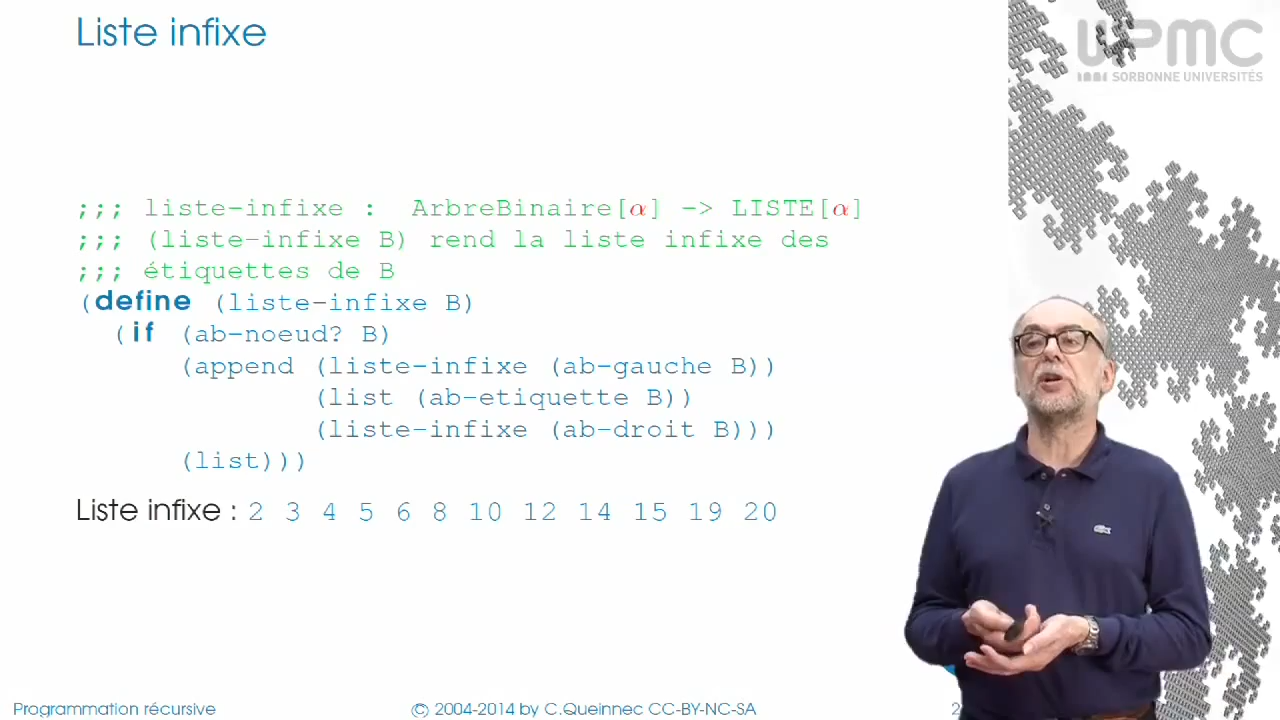 Liste infixe
UPMC
SORBONNE UNIVERSITÉS
;;; liste-infixe :  ArbreBinaire[α] -> LISTE[α]
;;; (liste-infixe B) rend la liste infixe des
;;; étiquettes de B
(define (liste-infixe B)
  (if (ab-noeud? B)
      (append (liste-infixe (ab-gauche B))
              (list (ab-etiquette B))
              (liste-infixe (ab-droit B)))
      (list)))
Liste infixe : 2 3 4 5 6 8 10 12 14 15 19 20
Programmation récursive
© 2004-2014 by C.Queinnec CC-BY-NC-SA